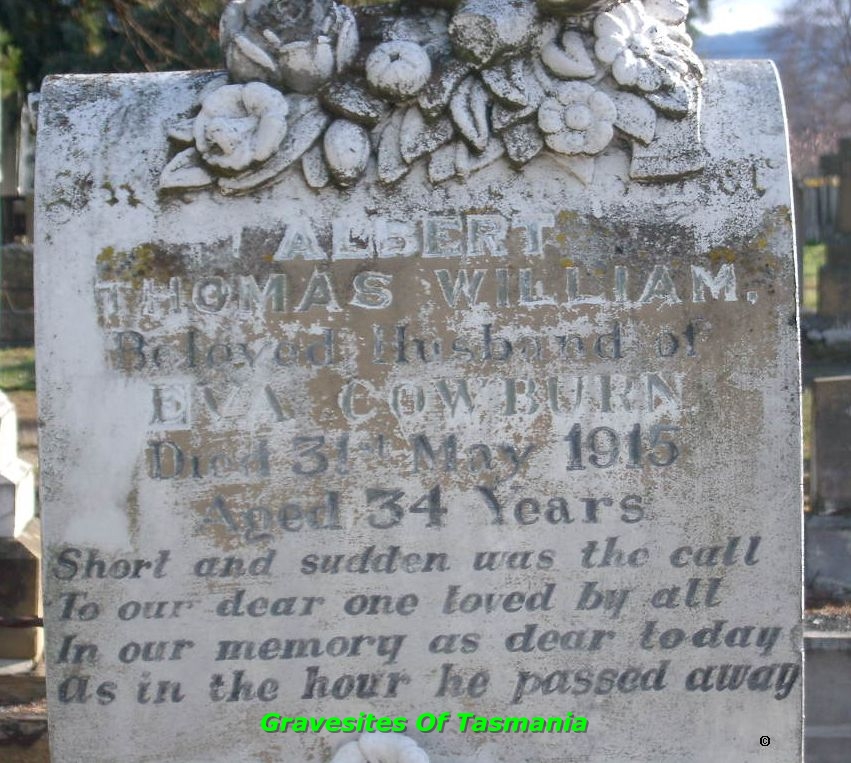 ALBERT
THOMAS WILLIAM,
Beloved Husband of
EVA COWBURN
Died 31st May 1915
Aged 34 Years
Short and sudden was the call
To our dear one loved by all
In our memory as dear today
As in the hour he passed away
Gravesites Of Tasmania
©